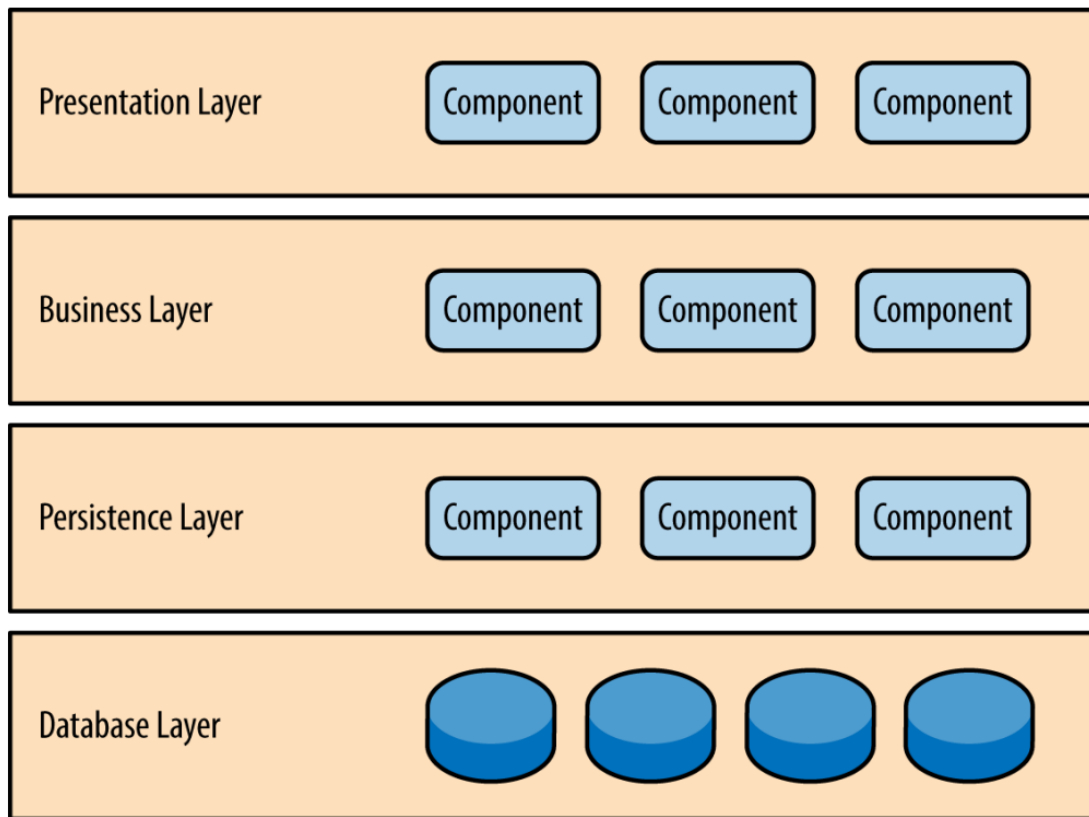 Presentation Layer Component Component Component
Business Layer Component Component Component
Persistence Layer Component Component Component
Database Layer